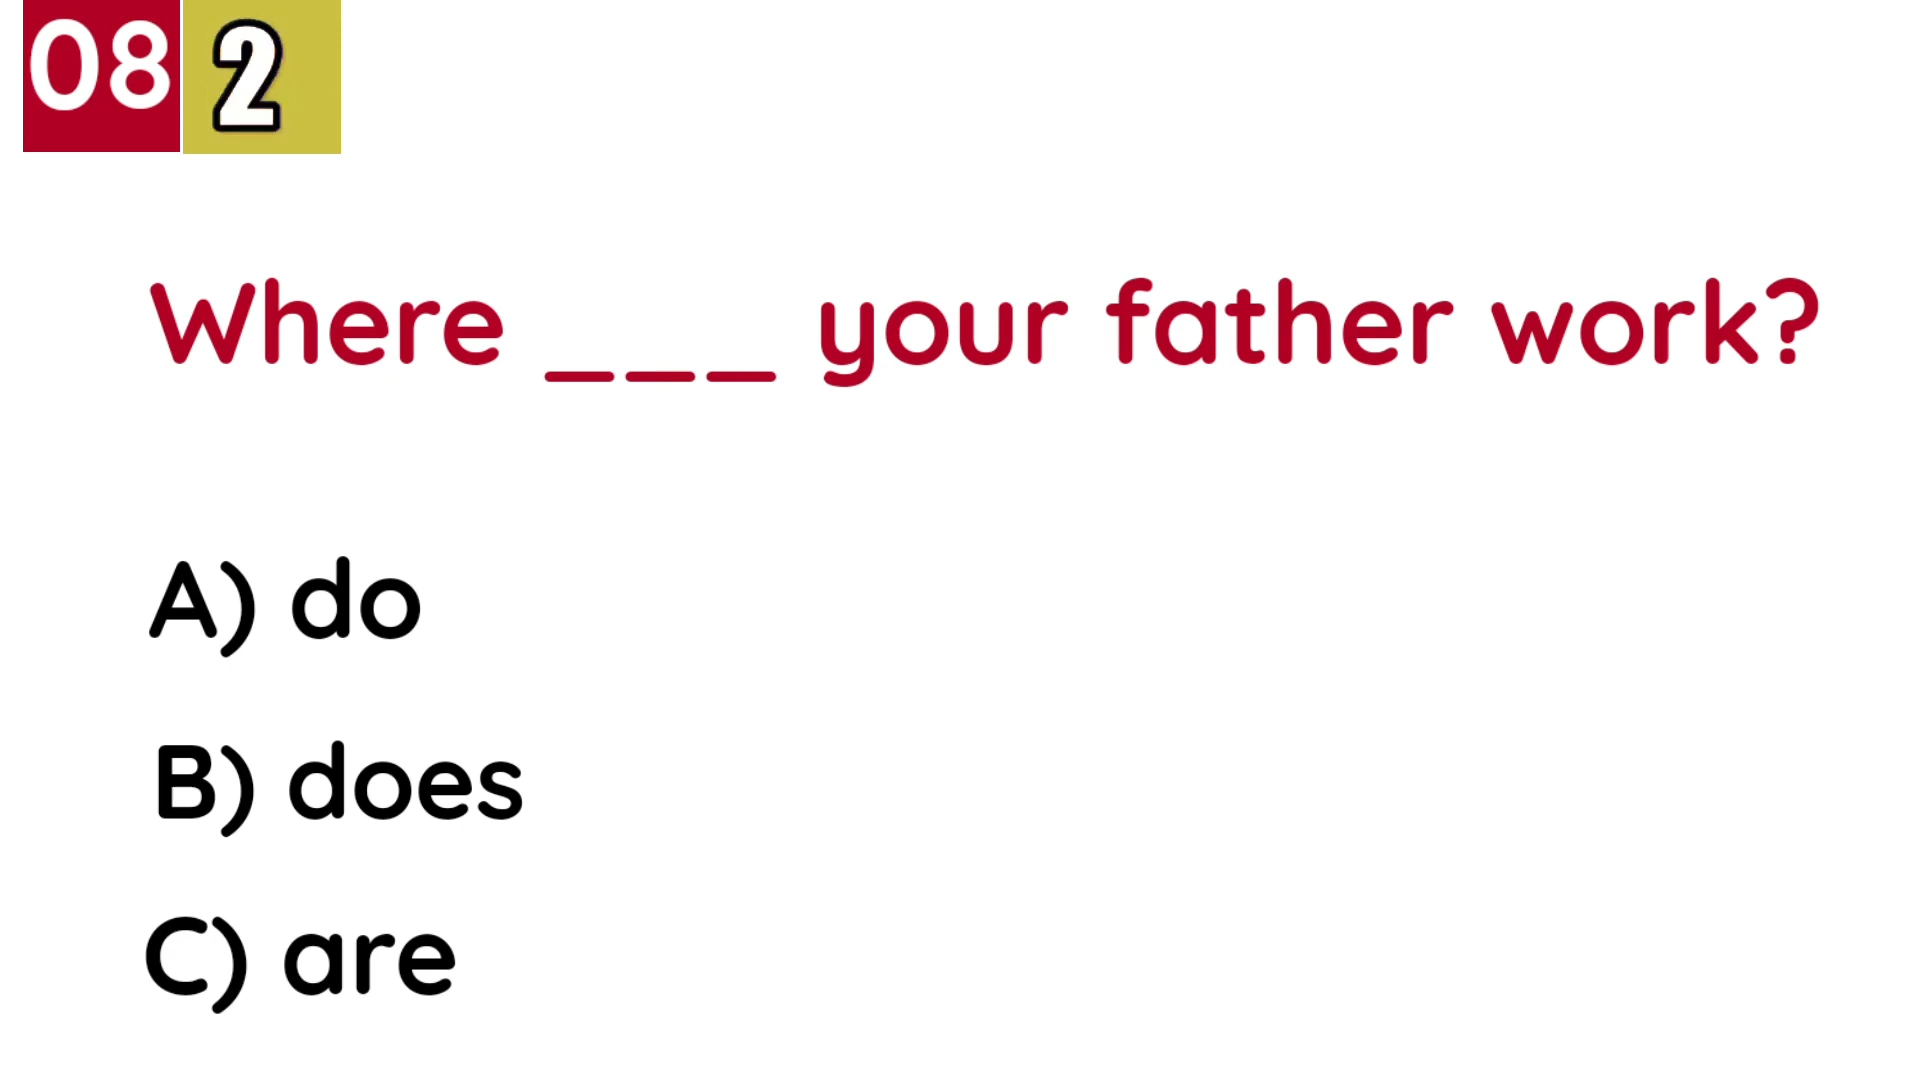 08 2
Where ___ your father work?
A) do
B) does
C) are